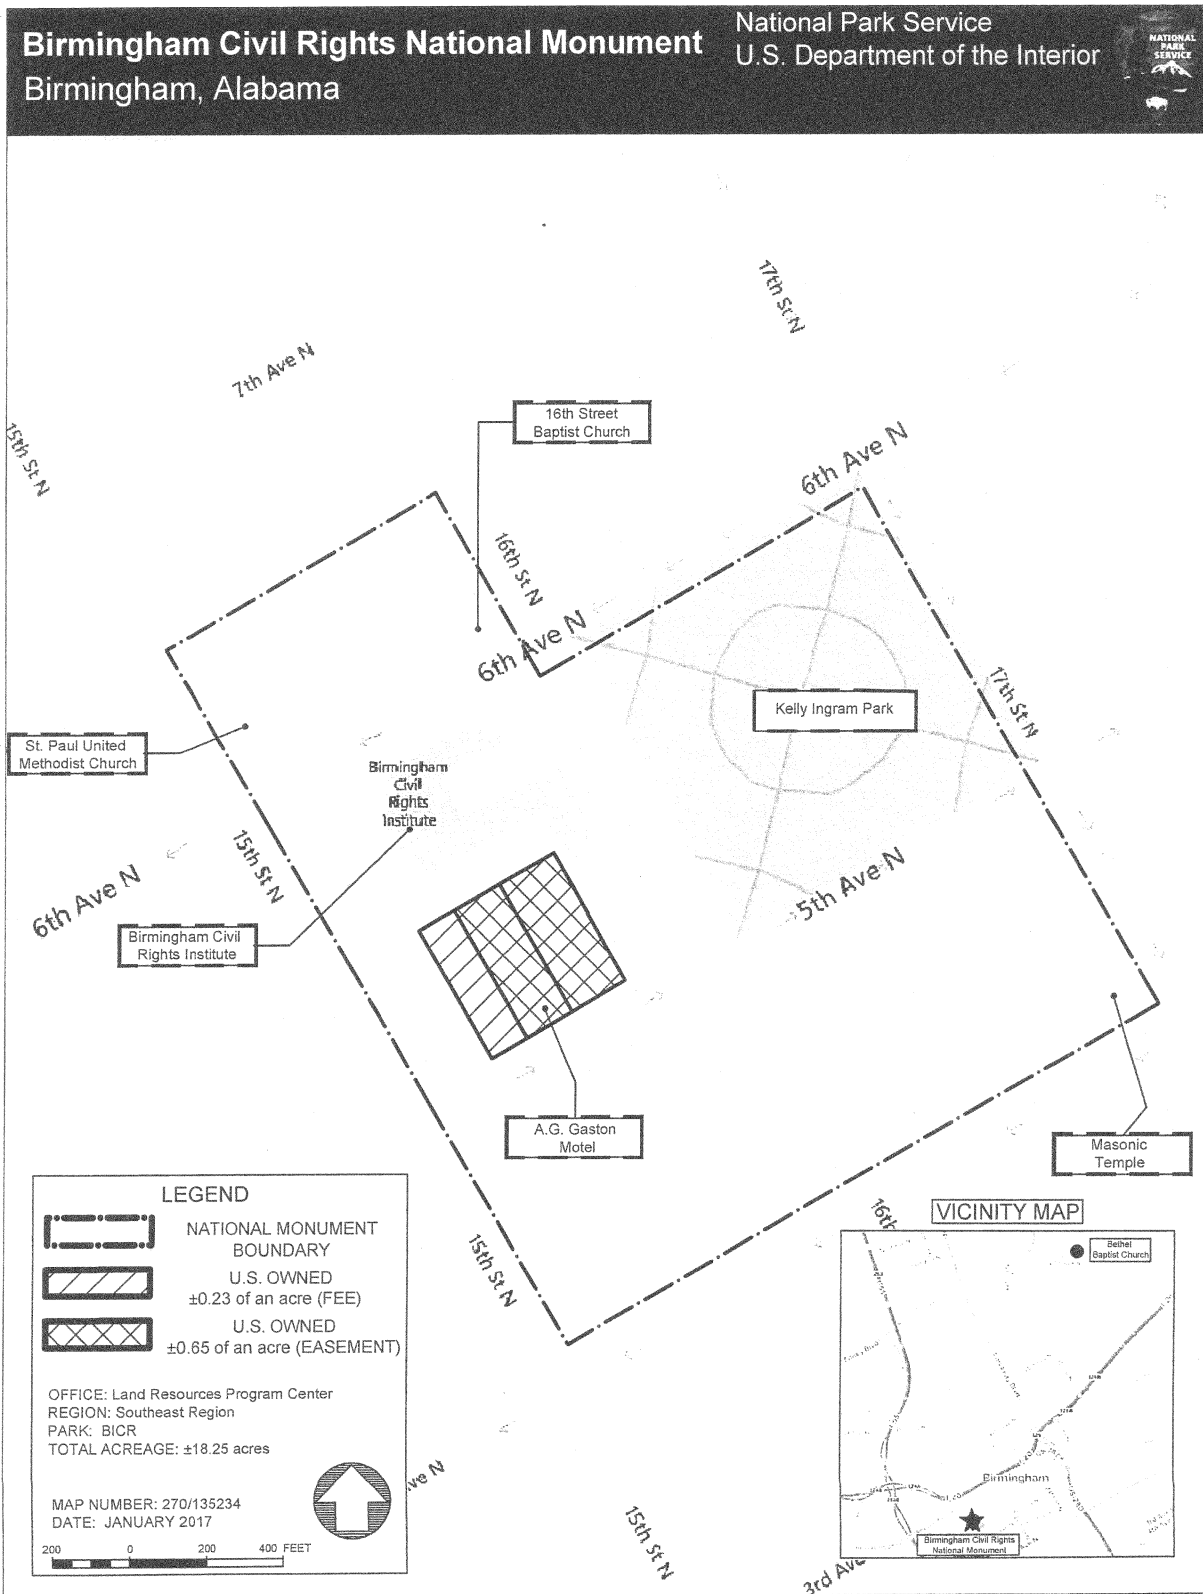 Birmingham Civil Rights National Monument
Birmingham, Alabama
National Park Service
U.S. Department of the Interior
NATIONAL
PARK
SERVICE
17th St N
7th Ave N
15th St N
16th Street
Baptist Church
6th Ave N
16th St N
6th Ave N
17th St N
Kelly Ingram Park
St. Paul United
Methodist Church
Birmingham
Civil
Rights
Institute
15th St N
6th Ave N
5th Ave N
Birmingham Civil
Rights Institute
A.G. Gaston
Motel
Masonic
Temple
15th St N
16th
LEGEND
NATIONAL MONUMENT
BOUNDARY
U.S. OWNED
±0.23 of an acre (FEE)
U.S. OWNED
±0.65 of an acre (EASEMENT)
OFFICE: Land Resources Program Center
REGION: Southeast Region
PARK: BICR
TOTAL ACREAGE: ±18.25 acres
MAP NUMBER: 270/135234
DATE: JANUARY 2017
200 0 200 400 FEET
ve N
15th St N
3rd Ave
VICINITY MAP
Bethel
Baptist Church
Birmingham
Birmingham Civil Rights
National Monument